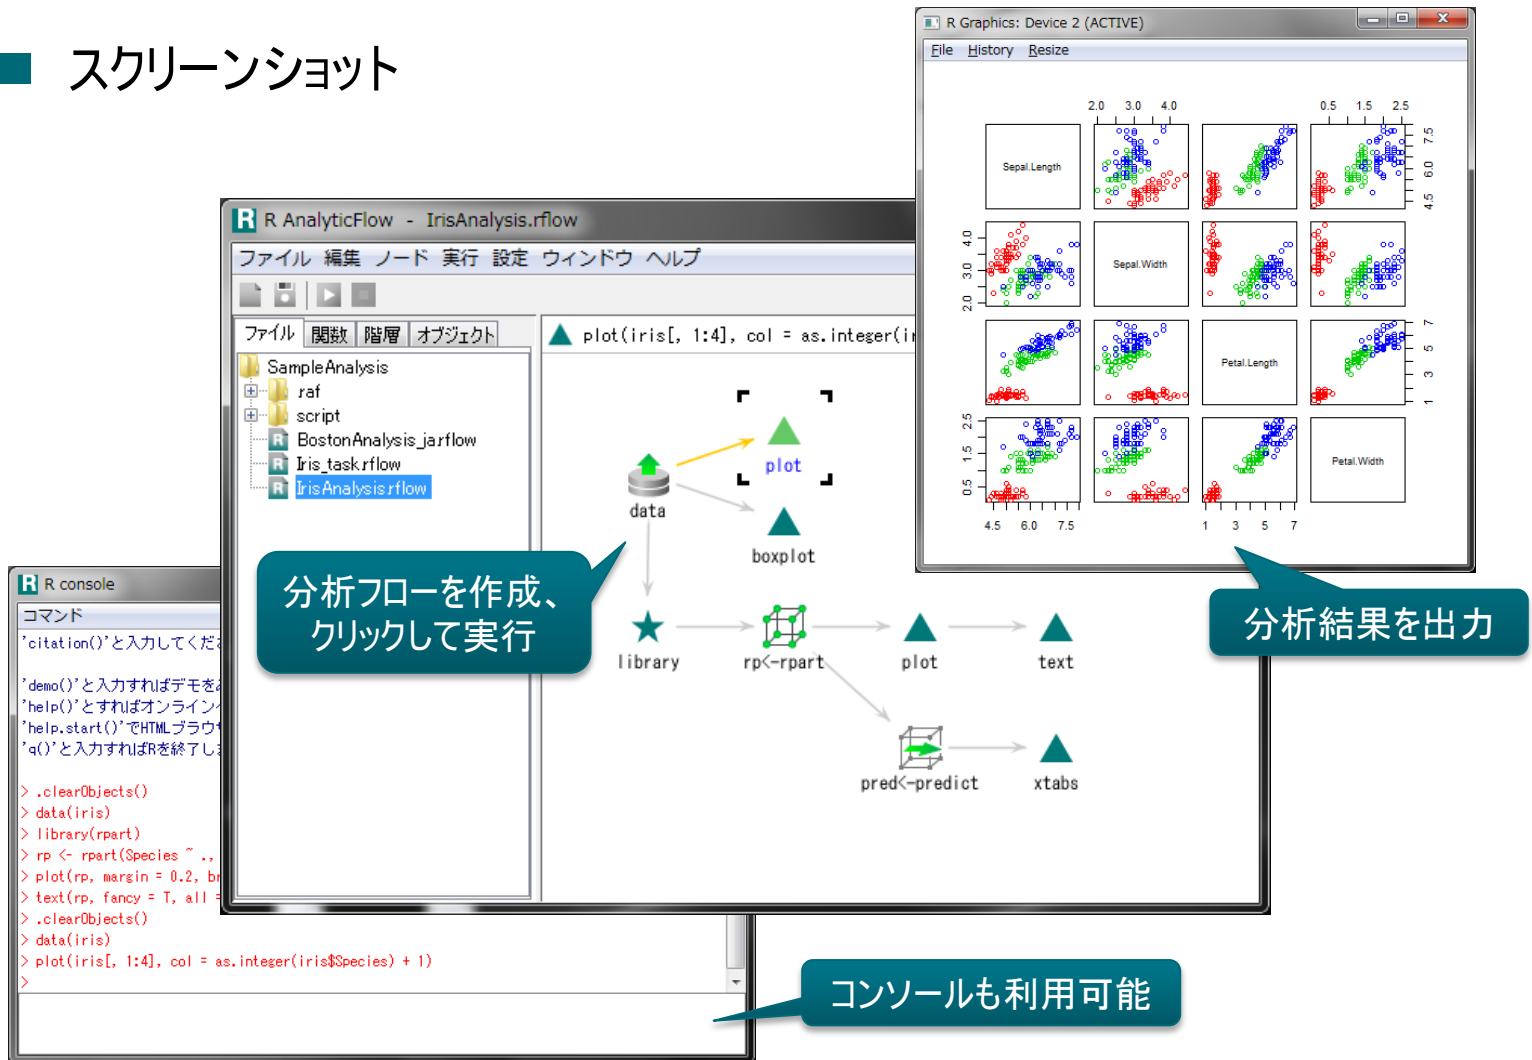 スクリーンショット
R Graphics: Device 2 (ACTIVE)
File History Resize
2.0 3.0 4.0
0.5 1.5 2.5
Sepal.Length
4.5 6.0 7.5
Sepal.Width
2.0 3.0 4.0
Petal.Length
1 3 5 7
Petal.Width
0.5 1.5 2.5
4.5 6.0 7.5
1 3 5 7
分析結果を出力
R AnalyticFlow - IrisAnalysis.rflow
ファイル 編集 ノード 実行 設定 ウィンドウ ヘルプ
ファイル 関数 階層 オブジェクト
plot(iris[, 1:4], col = as.integer(ir
SampleAnalysis
raf
script
BostonAnalysis_ja.rflow
Iris_task.rflow
IrisAnalysis.rflow
plot
data
boxplot
library
rp<-rpart
plot
text
pred<-predict
xtabs
分析フローを作成、
クリックして実行
R console
コマンド
'citation()'と入力してくだ
'demo()'と入力すればデモを
'help()'とすればオンライン
'help.start()'でHTMLブラウ
'q()'と入力すればRを終了し
> .clearObjects()
> data(iris)
> library(rpart)
> rp <- rpart(Species ~ .,
> plot(rp, margin = 0.2, br
> text(rp, fancy = T, all =
> .clearObjects()
> data(iris)
> plot(iris[, 1:4], col = as.integer(iris$Species) + 1)
>
コンソールも利用可能